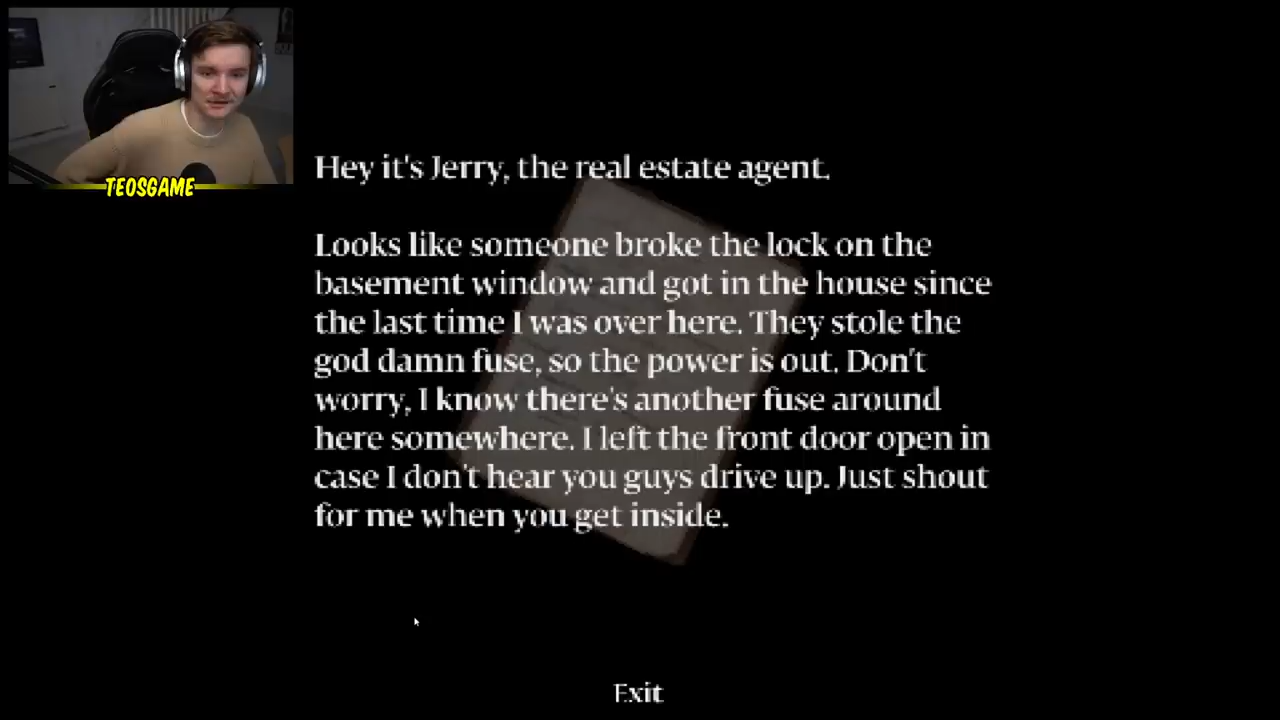 TEOSGAME
Hey it's Jerry, the real estate agent.
Looks like someone broke the lock on the
basement window and got in the house since
the last time I was over here. They stole the
god damn fuse, so the power is out. Don't
worry, I know there's another fuse around
here somewhere. I left the front door open in
case I don't hear you guys drive up. Just shout
for me when you get inside.
Exit